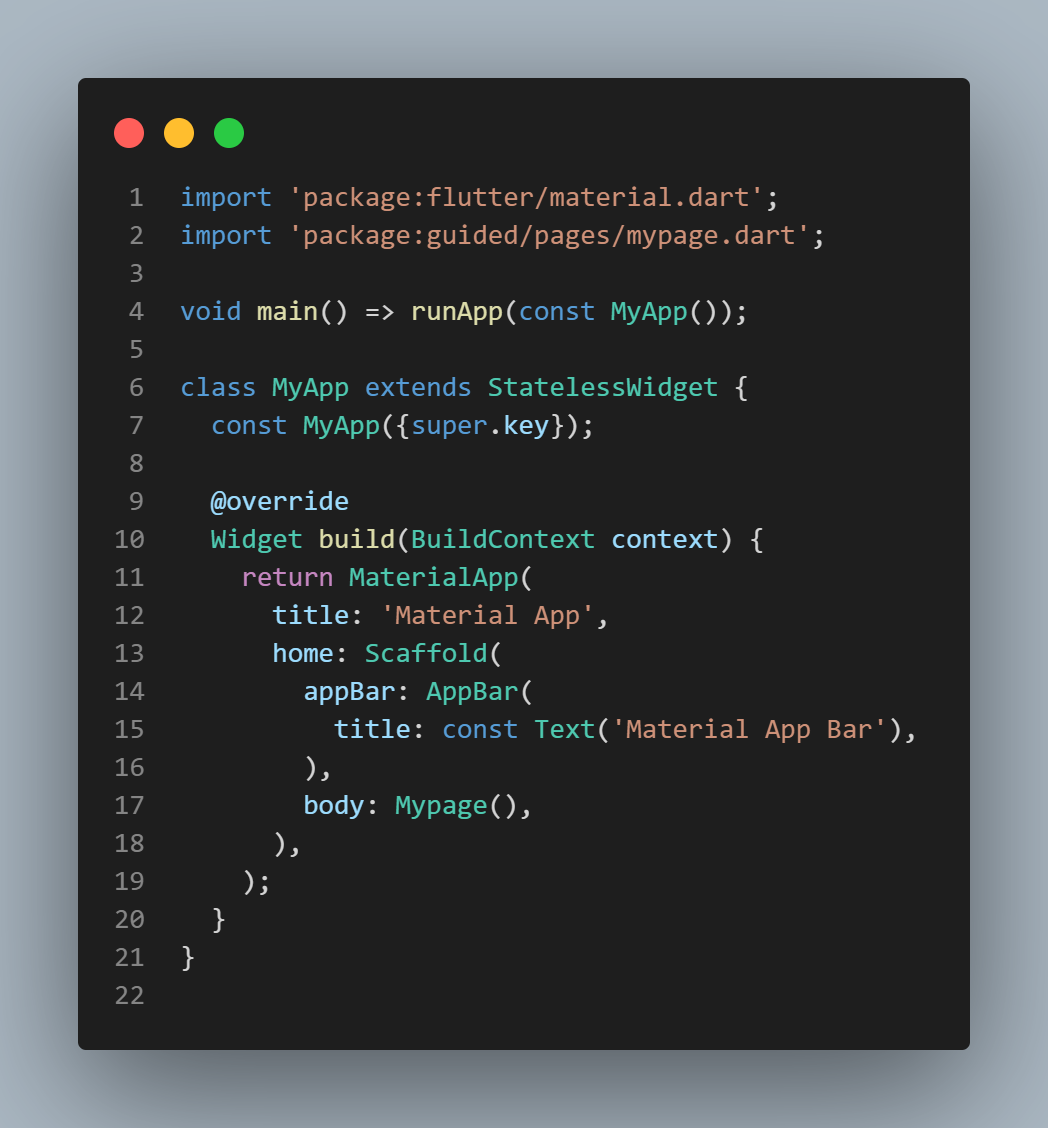 1 import 'package:flutter/material.dart';
2 import 'package:guided/pages/mypage.dart';
3
4 void main() => runApp(const MyApp());
5
6 class MyApp extends StatelessWidget {
7   const MyApp({super.key});
8
9   @override
10   Widget build(BuildContext context) {
11     return MaterialApp(
12       title: 'Material App',
13       home: Scaffold(
14         appBar: AppBar(
15           title: const Text('Material App Bar'),
16         ),
17         body: Mypage(),
18       ),
19     );
20   }
21 }
22